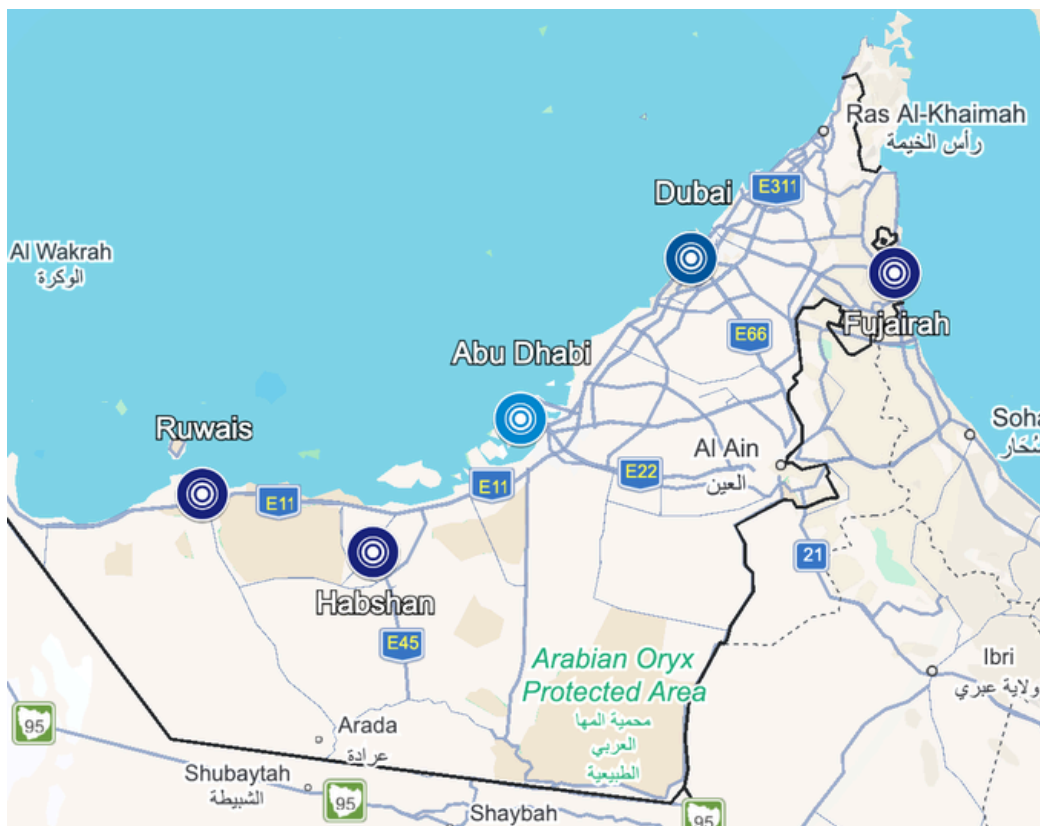 Ras Al-Khaimah
رأس الخيمة
Dubai
E311
Al Wakrah
الوكرة
E66
Fujairah
Abu Dhabi
Ruwais
Al Ain
العين
E11
E11
E22
21
Habshan
E45
Arabian Oryx
Protected Area
محمية المها
العربي
الطبيعية
Ibri
ولاية عبري
95
Arada
عرادة
Shubaytah
الشبيطة
95
Shaybah
95